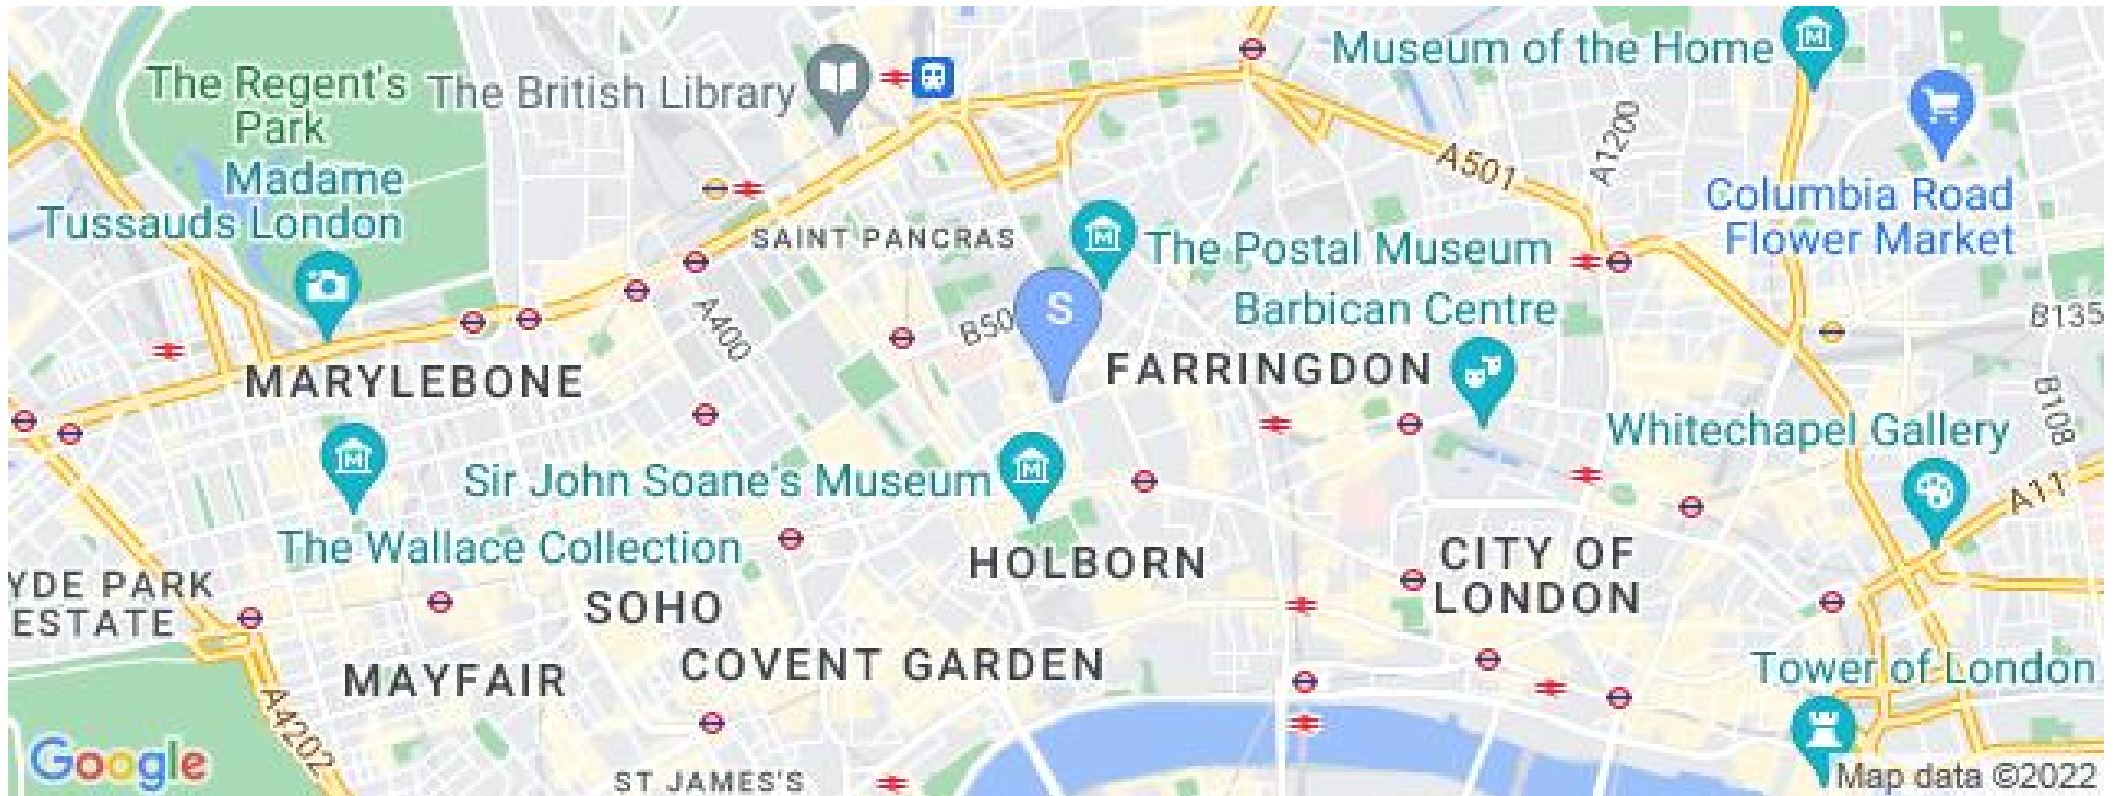 Museum of the Home
The Regent's
Park
The British Library
A501
A1200
Madame
Tussauds London
Columbia Road
Flower Market
SAINT PANCRAS
The Postal Museum
A400
B50
S
Barbican Centre
B135
MARYLEBONE
FARRINGDON
B108
Whitechapel Gallery
Sir John Soane's Museum
A11
The Wallace Collection
HOLBORN
CITY OF
LONDON
YDE PARK
ESTATE
SOHO
MAYFAIR
COVENT GARDEN
Tower of London
A4202
Google
ST JAMES'S
Map data ©2022